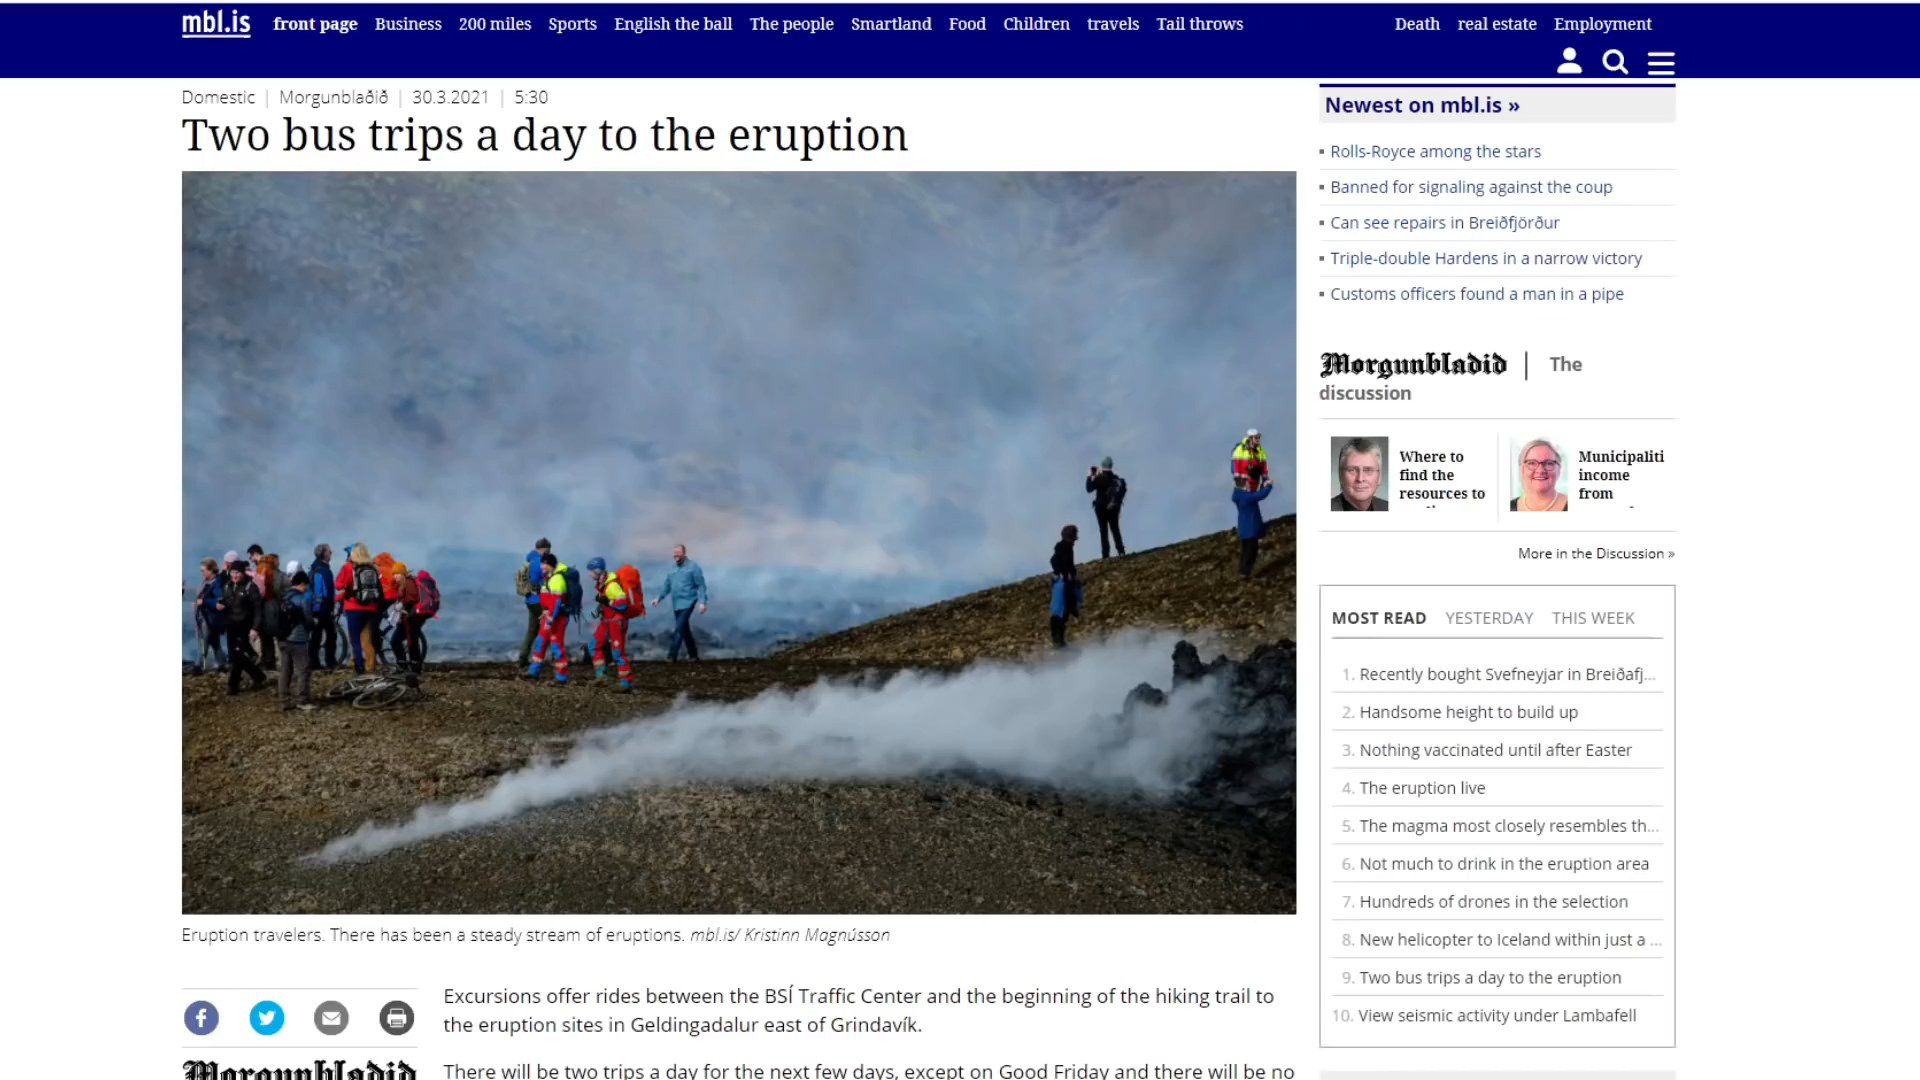 mbl.is front page Business 200 miles Sports English the ball The people Smartland Food Children travels Tail throws Death real estate Employment
Domestic | Morgunblaðið | 30.3.2021 | 5:30
Two bus trips a day to the eruption
Eruption travelers. There has been a steady stream of eruptions. mbl.is/ Kristinn Magnússon
Excursions offer rides between the BSÍ Traffic Center and the beginning of the hiking trail to
the eruption sites in Geldingadalur east of Grindavík.
Morgunbladid
There will be two trips a day for the next few days, except on Good Friday and there will be no
Newest on mbl.is »
Rolls-Royce among the stars
Banned for signaling against the coup
Can see repairs in Breiðfjörður
Triple-double Hardens in a narrow victory
Customs officers found a man in a pipe
Morgunbladid | The
discussion
Where to
find the
resources to
Municipaliti
income
from
More in the Discussion »
MOST READ YESTERDAY THIS WEEK
1. Recently bought Svefneyjar in Breiðafj...
2. Handsome height to build up
3. Nothing vaccinated until after Easter
4. The eruption live
5. The magma most closely resembles th...
6. Not much to drink in the eruption area
7. Hundreds of drones in the selection
8. New helicopter to Iceland within just a ...
9. Two bus trips a day to the eruption
10. View seismic activity under Lambafell